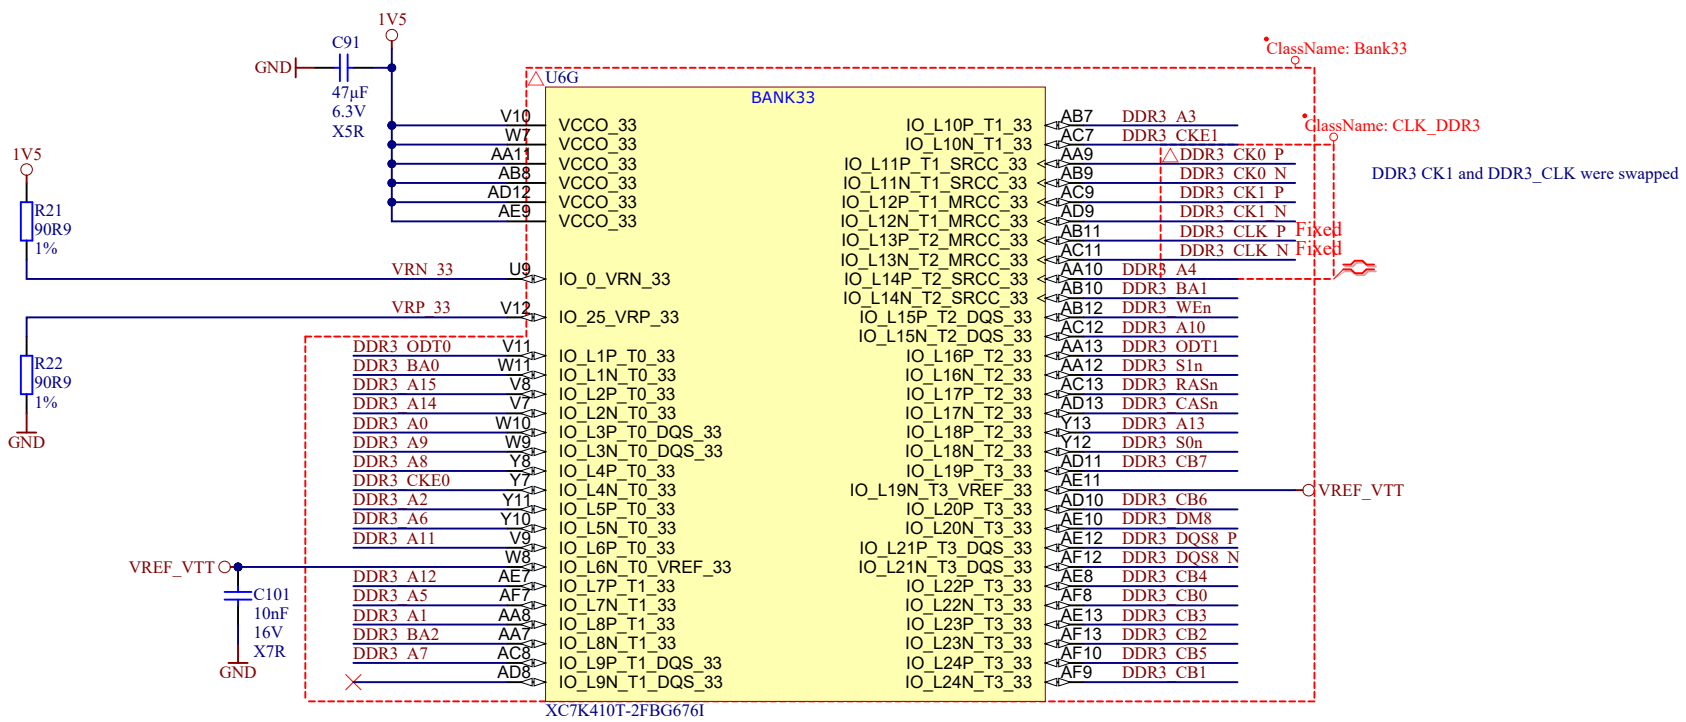 1V5
C91
GND
47µF
6.3V
X5R
ClassName: Bank33
U6G
BANK33
1V5
R21
90R9
1%
V10 VCCO_33
W7 VCCO_33
AA11 VCCO_33
AB8 VCCO_33
AD12 VCCO_33
AE9 VCCO_33
VRN_33 U9 IO_0_VRN_33
VRP_33 V12 IO_25_VRP_33
R22
90R9
1%
GND
DDR3_ODT0 V11 IO_L1P_T0_33
DDR3_BA0 W11 IO_L1N_T0_33
DDR3_A15 V8 IO_L2P_T0_33
DDR3_A14 V7 IO_L2N_T0_33
DDR3_A0 W10 IO_L3P_T0_DQS_33
DDR3_A9 W9 IO_L3N_T0_DQS_33
DDR3_A8 Y8 IO_L4P_T0_33
DDR3_CKE0 Y7 IO_L4N_T0_33
DDR3_A2 Y11 IO_L5P_T0_33
DDR3_A6 Y10 IO_L5N_T0_33
DDR3_A11 V9 IO_L6P_T0_33
VREF_VTT W8 IO_L6N_T0_VREF_33
C101
10nF
16V
X7R
GND
DDR3_A12 AE7 IO_L7P_T1_33
DDR3_A5 AF7 IO_L7N_T1_33
DDR3_A1 AA8 IO_L8P_T1_33
DDR3_BA2 AA7 IO_L8N_T1_33
DDR3_A7 AC8 IO_L9P_T1_DQS_33
AD8 IO_L9N_T1_DQS_33
IO_L10P_T1_33 AB7 DDR3_A3
IO_L10N_T1_33 AC7 DDR3_CKE1
ClassName: CLK_DDR3
IO_L11P_T1_SRCC_33 AA9 DDR3_CK0_P
IO_L11N_T1_SRCC_33 AB9 DDR3_CK0_N
DDR3 CK1 and DDR3_CLK were swapped
IO_L12P_T1_MRCC_33 AC9 DDR3_CK1_P
IO_L12N_T1_MRCC_33 AD9 DDR3_CK1_N
IO_L13P_T2_MRCC_33 AB11 DDR3_CLK_P Fixed
IO_L13N_T2_MRCC_33 AC11 DDR3_CLK_N Fixed
IO_L14P_T2_SRCC_33 AA10 DDR3_A4
IO_L14N_T2_SRCC_33 AB10 DDR3_BA1
IO_L15P_T2_DQS_33 AB12 DDR3_WEn
IO_L15N_T2_DQS_33 AC12 DDR3_A10
IO_L16P_T2_33 AA13 DDR3_ODT1
IO_L16N_T2_33 AA12 DDR3_S1n
IO_L17P_T2_33 AC13 DDR3_RASn
IO_L17N_T2_33 AD13 DDR3_CASn
IO_L18P_T2_33 Y13 DDR3_A13
IO_L18N_T2_33 Y12 DDR3_S0n
IO_L19P_T3_33 AD11 DDR3_CB7
IO_L19N_T3_VREF_33 AE11 VREF_VTT
IO_L20P_T3_33 AD10 DDR3_CB6
IO_L20N_T3_33 AE10 DDR3_DM8
IO_L21P_T3_DQS_33 AE12 DDR3_DQS8_P
IO_L21N_T3_DQS_33 AF12 DDR3_DQS8_N
IO_L22P_T3_33 AE8 DDR3_CB4
IO_L22N_T3_33 AF8 DDR3_CB0
IO_L23P_T3_33 AE13 DDR3_CB3
IO_L23N_T3_33 AF13 DDR3_CB2
IO_L24P_T3_33 AF10 DDR3_CB5
IO_L24N_T3_33 AF9 DDR3_CB1
XC7K410T-2FBG676I